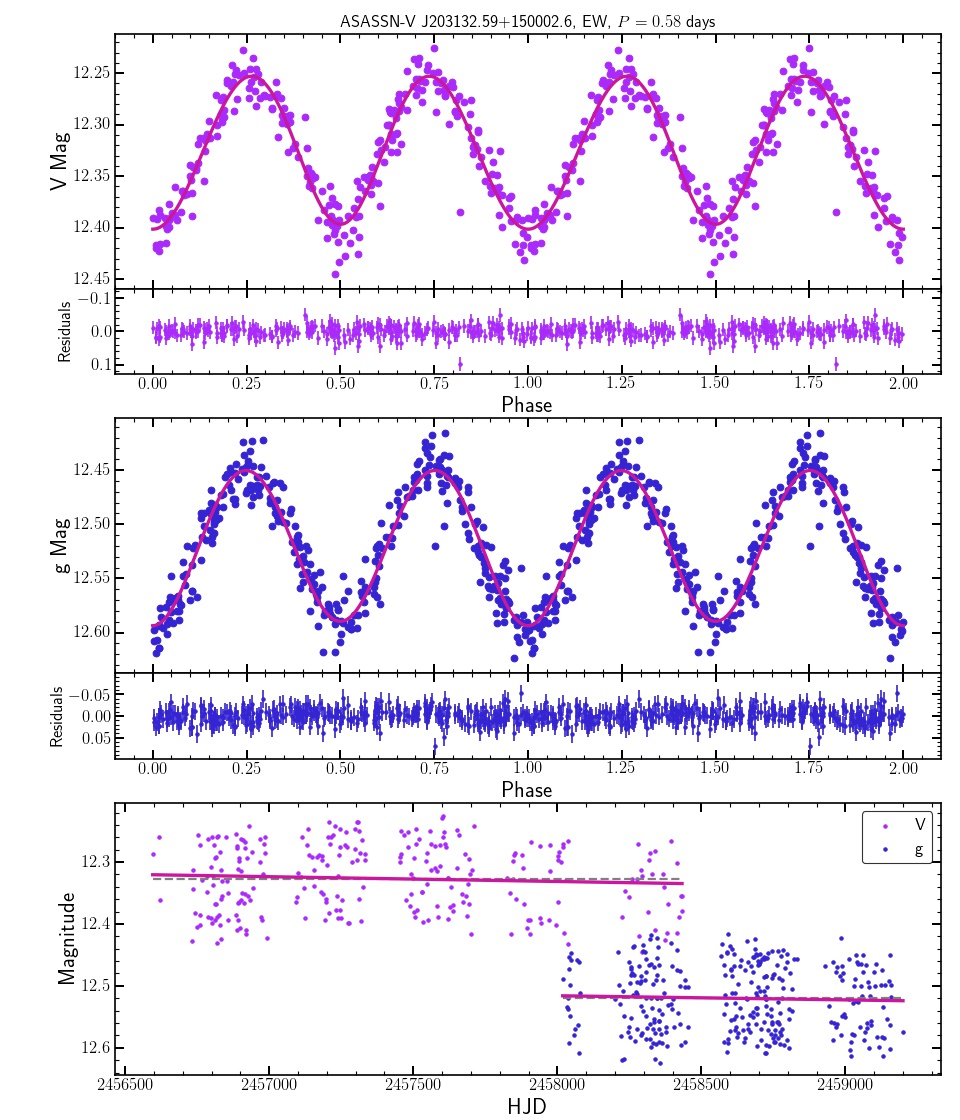 ASASSN-V J203132.59+150002.6, EW, P = 0.58 days
V Mag
12.25
12.30
12.35
12.40
12.45
Residuals
−0.1
0.0
0.1
0.00 0.25 0.50 0.75 1.00 1.25 1.50 1.75 2.00
Phase
g Mag
12.45
12.50
12.55
12.60
Residuals
−0.05
0.00
0.05
0.00 0.25 0.50 0.75 1.00 1.25 1.50 1.75 2.00
Phase
V
g
Magnitude
12.3
12.4
12.5
12.6
2456500 2457000 2457500 2458000 2458500 2459000
HJD